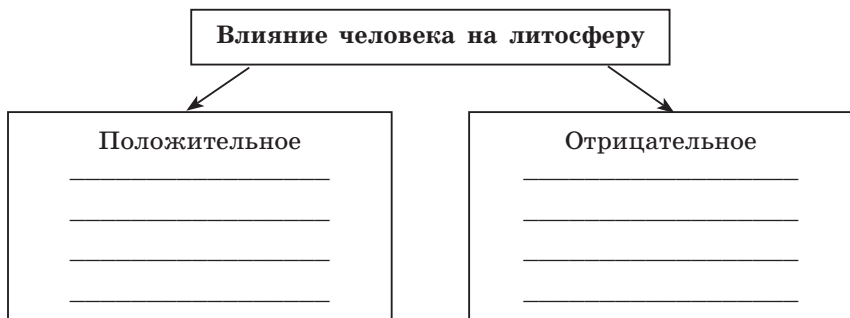 Влияние человека на литосферу
Положительное
Отрицательное